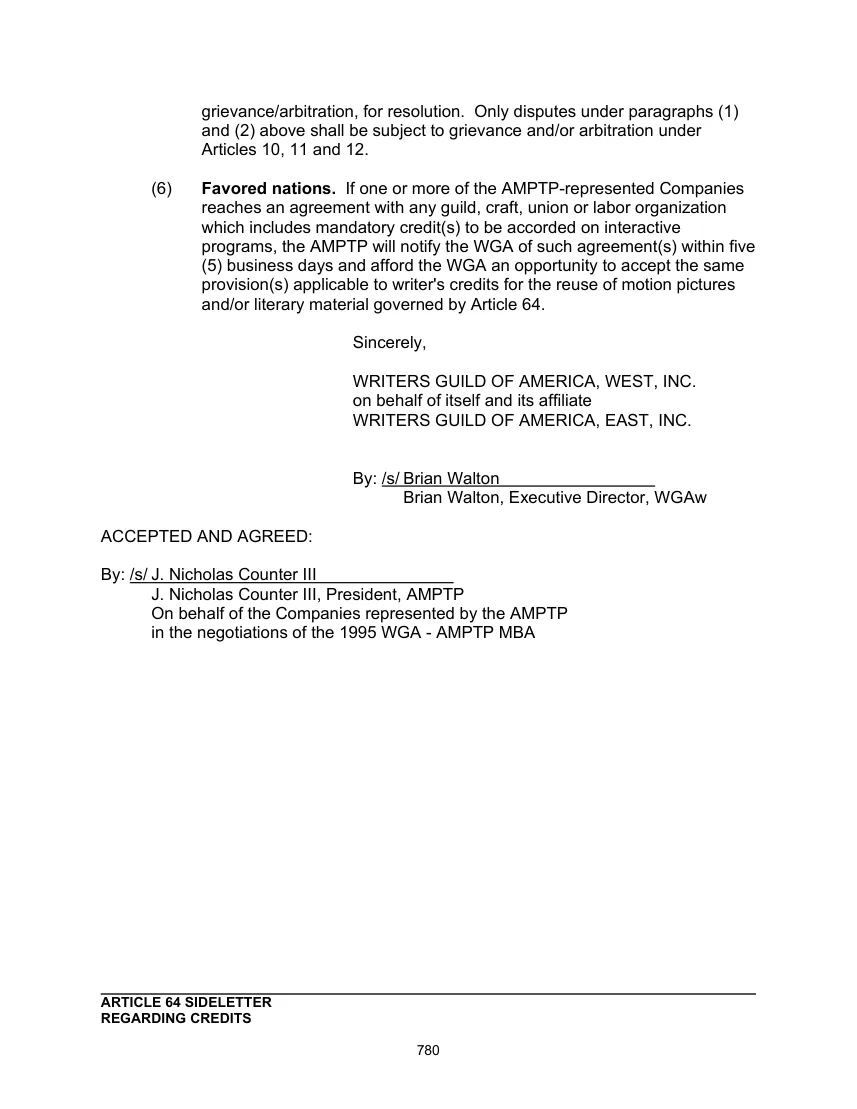 grievance/arbitration, for resolution.  Only disputes under paragraphs (1)
and (2) above shall be subject to grievance and/or arbitration under
Articles 10, 11 and 12.
(6) Favored nations.  If one or more of the AMPTP-represented Companies
reaches an agreement with any guild, craft, union or labor organization
which includes mandatory credit(s) to be accorded on interactive
programs, the AMPTP will notify the WGA of such agreement(s) within five
(5) business days and afford the WGA an opportunity to accept the same
provision(s) applicable to writer's credits for the reuse of motion pictures
and/or literary material governed by Article 64.
Sincerely,
WRITERS GUILD OF AMERICA, WEST, INC.
on behalf of itself and its affiliate
WRITERS GUILD OF AMERICA, EAST, INC.
By: /s/ Brian Walton
Brian Walton, Executive Director, WGAw
ACCEPTED AND AGREED:
By: /s/ J. Nicholas Counter III
J. Nicholas Counter III, President, AMPTP
On behalf of the Companies represented by the AMPTP
in the negotiations of the 1995 WGA - AMPTP MBA
ARTICLE 64 SIDELETTER
REGARDING CREDITS
780